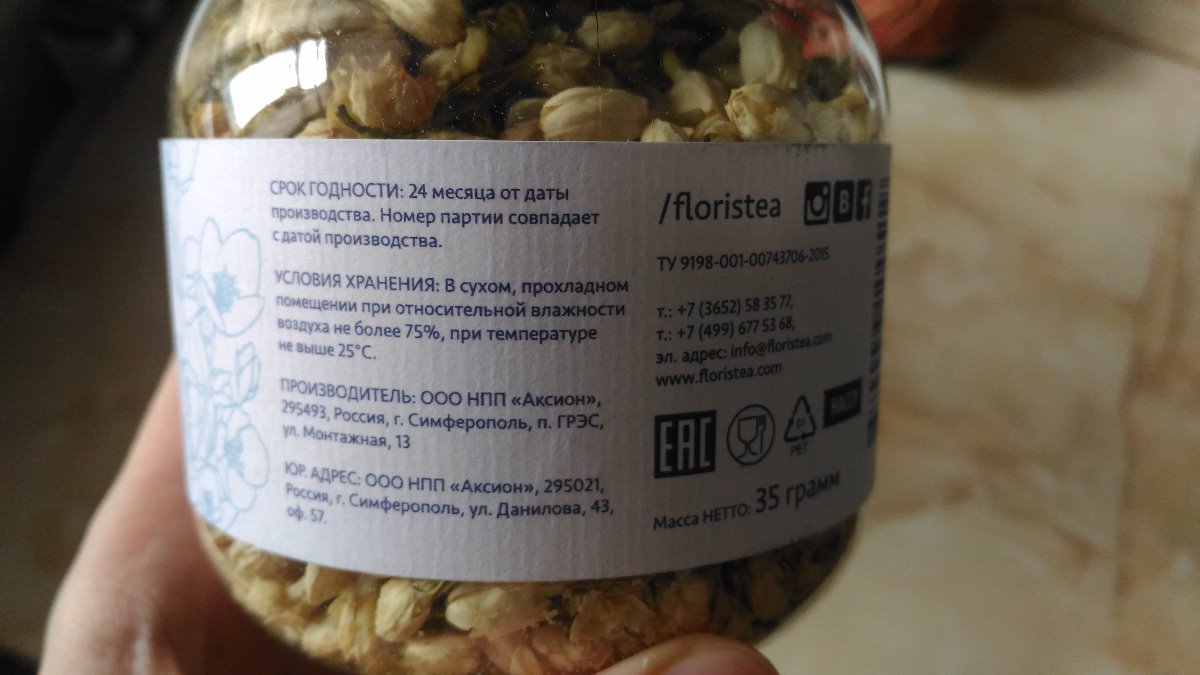 СРОК ГОДНОСТИ: 24 месяца от даты
производства. Номер партии совпадает
с датой производства.
УСЛОВИЯ ХРАНЕНИЯ: В сухом, прохладном
помещении при относительной влажности
воздуха не более 75%, при температуре
не выше 25°С.
ПРОИЗВОДИТЕЛЬ: ООО НПП «Аксион»,
295493, Россия, г. Симферополь, п. ГРЭС,
ул. Монтажная, 13
ЮР. АДРЕС: ООО НПП «Аксион», 295021,
Россия, г. Симферополь, ул. Данилова, 43,
оф. 57.
/floristea
B f
ТУ 9198-001-00743706-2015
т.: +7 (3652) 58 35 77,
т.: +7 (499) 677 53 68,
эл. адрес: info@floristea.com
www.floristea.com
EAC
01
PET
НАССР
Масса НЕТТО: 35 грамм